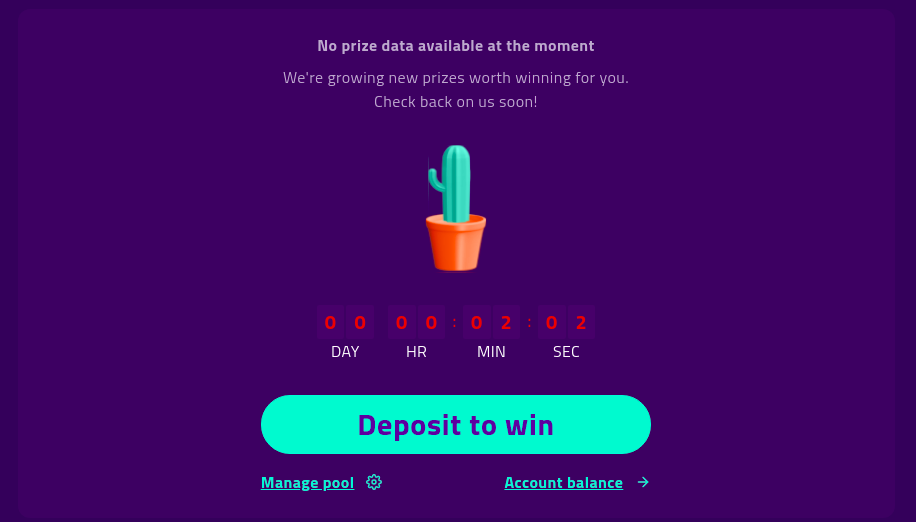 No prize data available at the moment
We're growing new prizes worth winning for you.
Check back on us soon!
0 0 0 0 : 0 2 : 0 2
DAY HR MIN SEC
Deposit to win
Manage pool Account balance